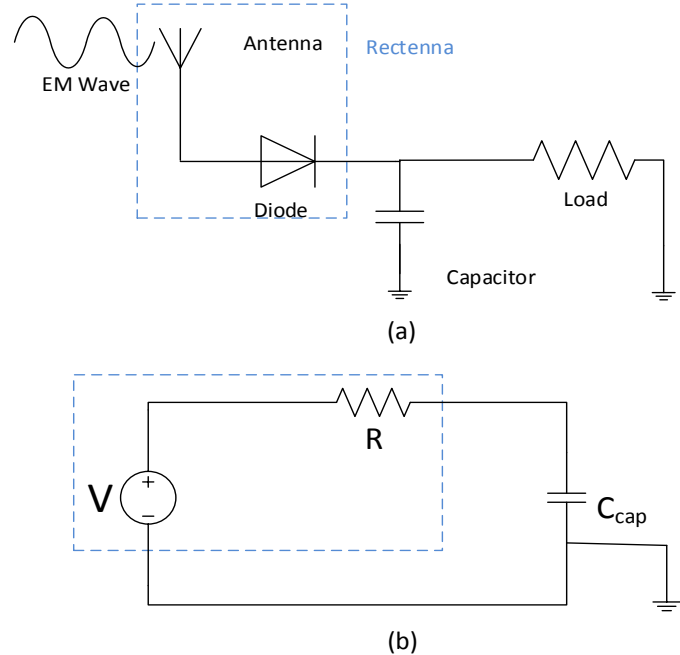 Antenna
Rectenna
EM Wave
Diode
Load
Capacitor
(a)
R
V
+
−
Ccap
(b)